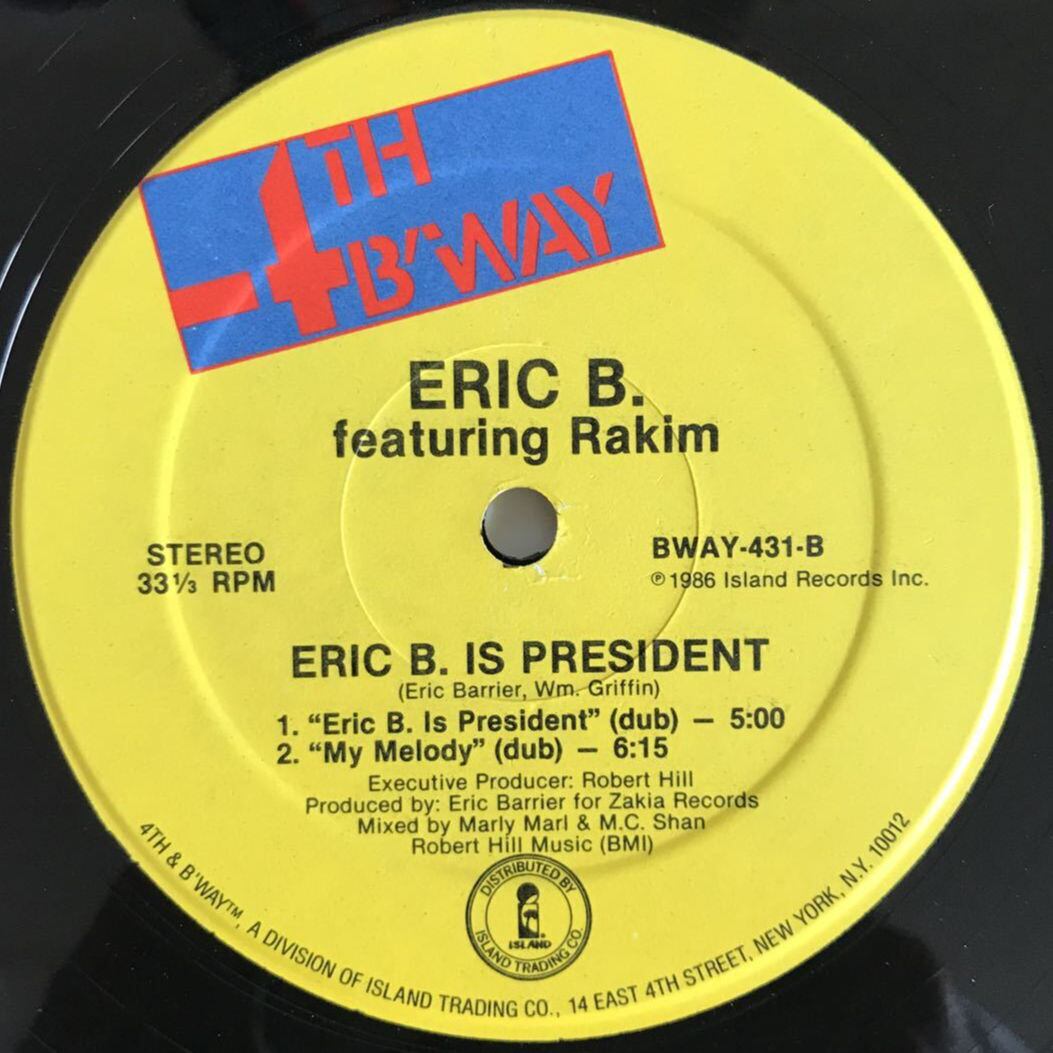 4TH
B'WAY
ERIC B.
featuring Rakim
STEREO
33⅓ RPM
BWAY-431-B
℗1986 Island Records Inc.
ERIC B. IS PRESIDENT
(Eric Barrier, Wm. Griffin)
1. “Eric B. Is President” (dub) — 5:00
2. “My Melody” (dub) — 6:15
Executive Producer: Robert Hill
Produced by: Eric Barrier for Zakia Records
Mixed by Marly Marl & M.C. Shan
Robert Hill Music (BMI)
DISTRIBUTED BY
ISLAND
ISLAND TRADING CO.
4TH & B'WAY™, A DIVISION OF ISLAND TRADING CO., 14 EAST 4TH STREET, NEW YORK, N.Y. 10012